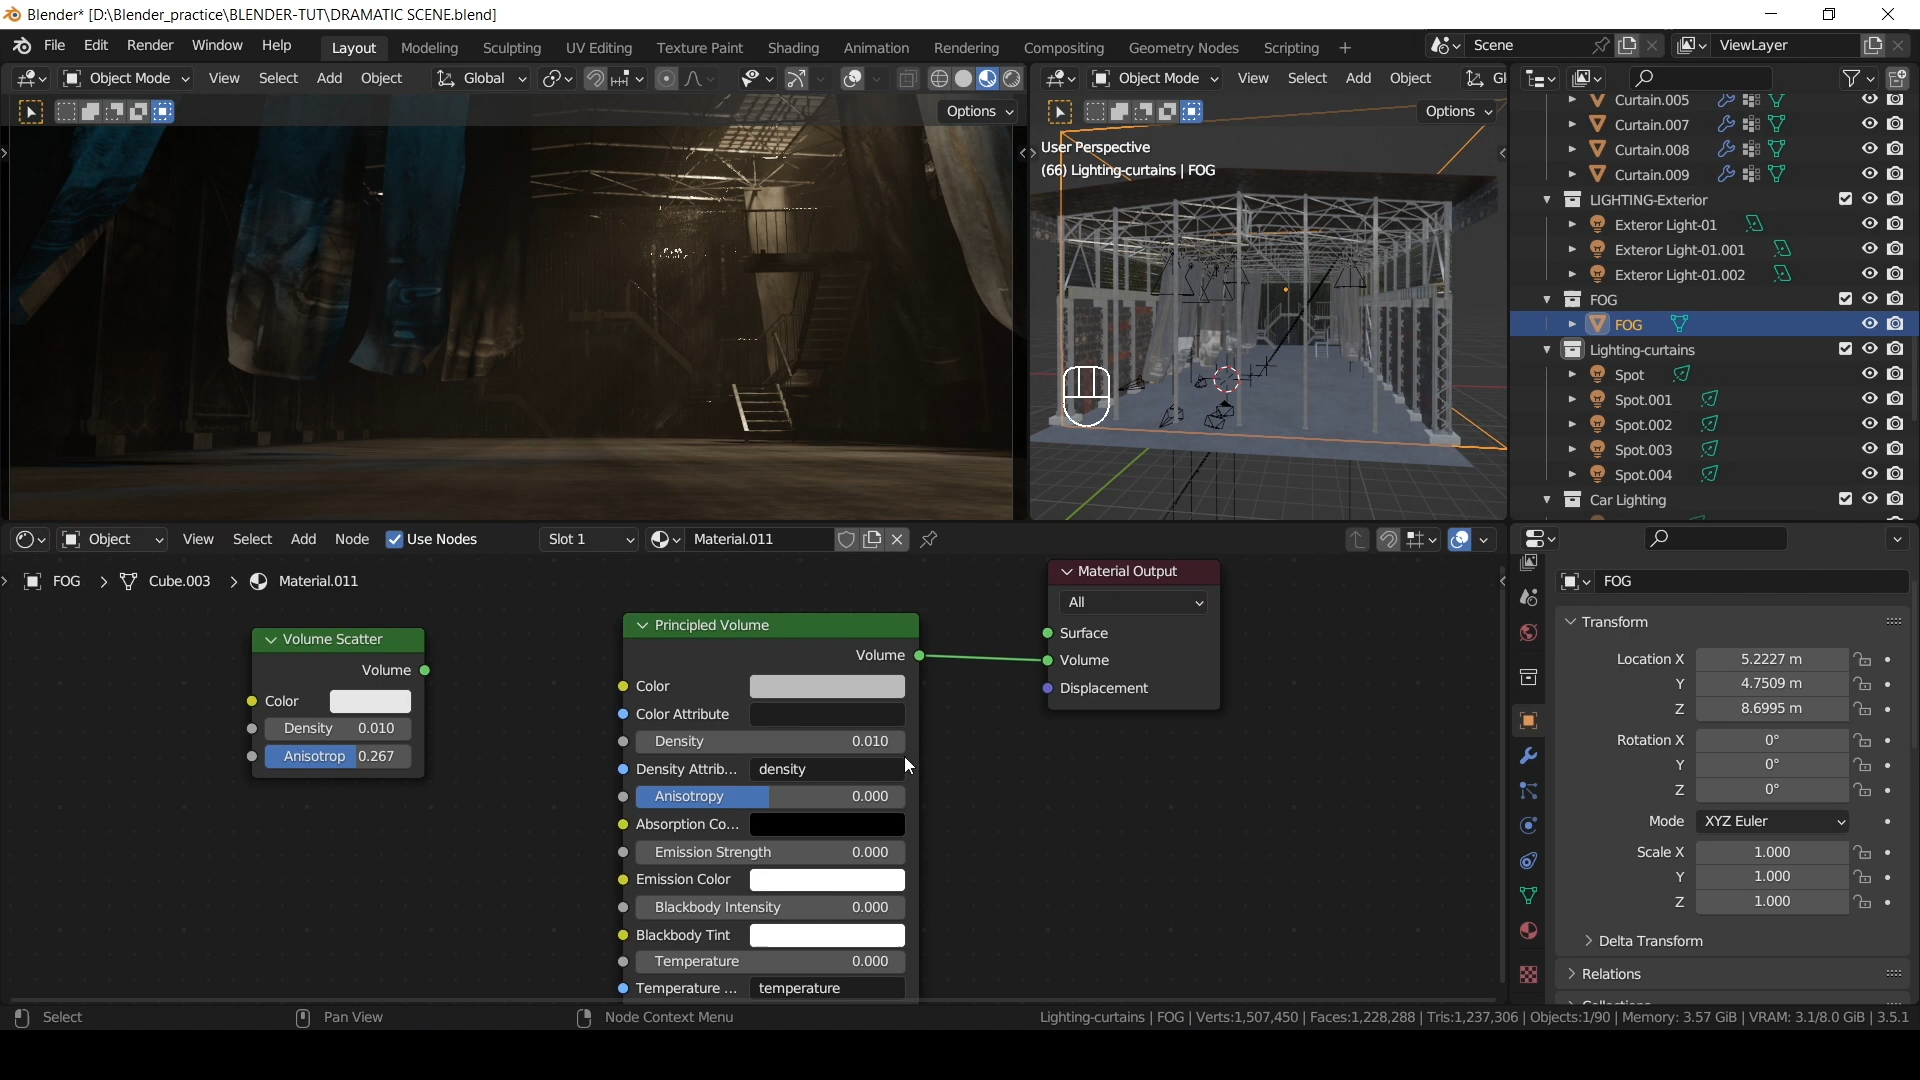 Blender* [D:\Blender_practice\BLENDER-TUT\DRAMATIC SCENE.blend]
File Edit Render Window Help Layout Modeling Sculpting UV Editing Texture Paint Shading Animation Rendering Compositing Geometry Nodes Scripting + Scene ViewLayer
Object Mode View Select Add Object Global Object Mode View Select Add Object Gl
Options Options
User Perspective
(66) Lighting-curtains | FOG
Curtain.005
Curtain.007
Curtain.008
Curtain.009
LIGHTING-Exterior
Exteror Light-01
Exteror Light-01.001
Exteror Light-01.002
FOG
FOG
Lighting-curtains
Spot
Spot.001
Spot.002
Spot.003
Spot.004
Car Lighting
Object View Select Add Node Use Nodes Slot 1 Material.011
FOG > Cube.003 > Material.011
Volume Scatter
Volume
Color
Density 0.010
Anisotrop 0.267
Principled Volume
Volume
Color
Color Attribute
Density 0.010
Density Attrib... density
Anisotropy 0.000
Absorption Co...
Emission Strength 0.000
Emission Color
Blackbody Intensity 0.000
Blackbody Tint
Temperature 0.000
Temperature ... temperature
Material Output
All
Surface
Volume
Displacement
FOG
Transform
Location X 5.2227 m
Y 4.7509 m
Z 8.6995 m
Rotation X 0°
Y 0°
Z 0°
Mode XYZ Euler
Scale X 1.000
Y 1.000
Z 1.000
Delta Transform
Relations
Collections
Select Pan View Node Context Menu Lighting-curtains | FOG | Verts:1,507,450 | Faces:1,228,288 | Tris:1,237,306 | Objects:1/90 | Memory: 3.57 GiB | VRAM: 3.1/8.0 GiB | 3.5.1